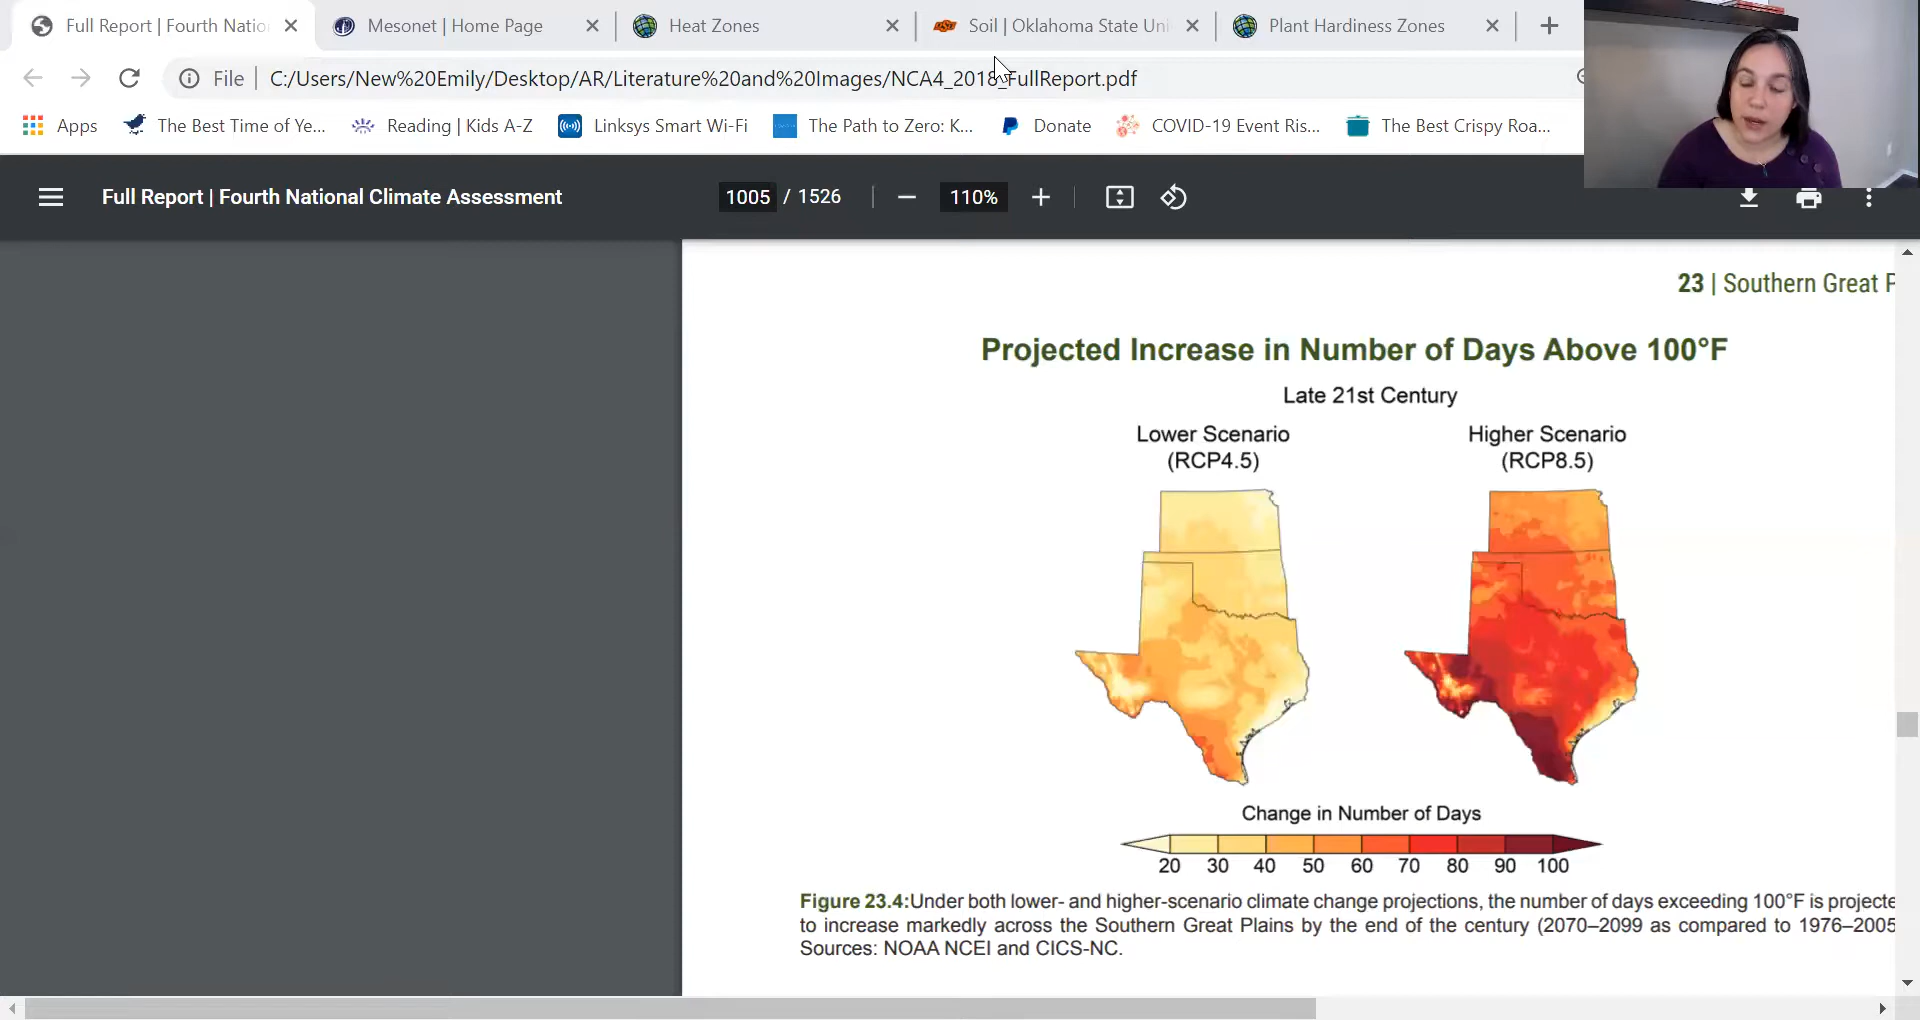 Full Report | Fourth Natio
Mesonet | Home Page
Heat Zones
Soil | Oklahoma State Uni
Plant Hardiness Zones
File
C:/Users/New%20Emily/Desktop/AR/Literature%20and%20Images/NCA4_2018_FullReport.pdf
Apps
The Best Time of Ye...
Reading | Kids A-Z
Linksys Smart Wi-Fi
The Path to Zero: K...
Donate
COVID-19 Event Ris...
The Best Crispy Roa...
Full Report | Fourth National Climate Assessment
1005 / 1526
110%
23 | Southern Great P
Projected Increase in Number of Days Above 100°F
Late 21st Century
Lower Scenario
(RCP4.5)
Higher Scenario
(RCP8.5)
Change in Number of Days
20 30 40 50 60 70 80 90 100
Figure 23.4:Under both lower- and higher-scenario climate change projections, the number of days exceeding 100°F is projecte
to increase markedly across the Southern Great Plains by the end of the century (2070–2099 as compared to 1976–2005
Sources: NOAA NCEI and CICS-NC.